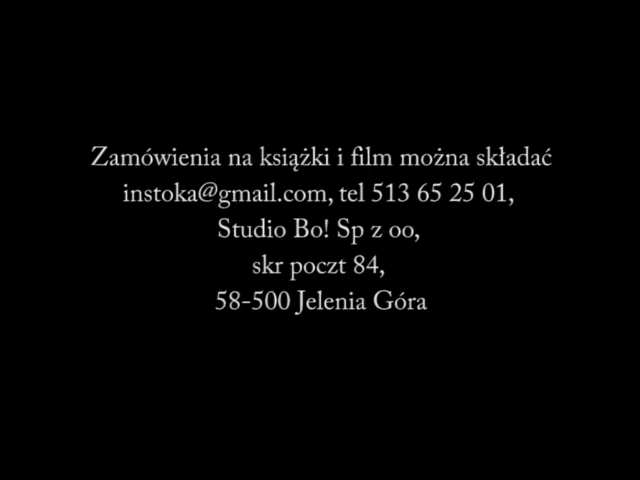 Zamówienia na książki i film można składać
instoka@gmail.com, tel 513 65 25 01,
Studio Bo! Sp z oo,
skr poczt 84,
58-500 Jelenia Góra